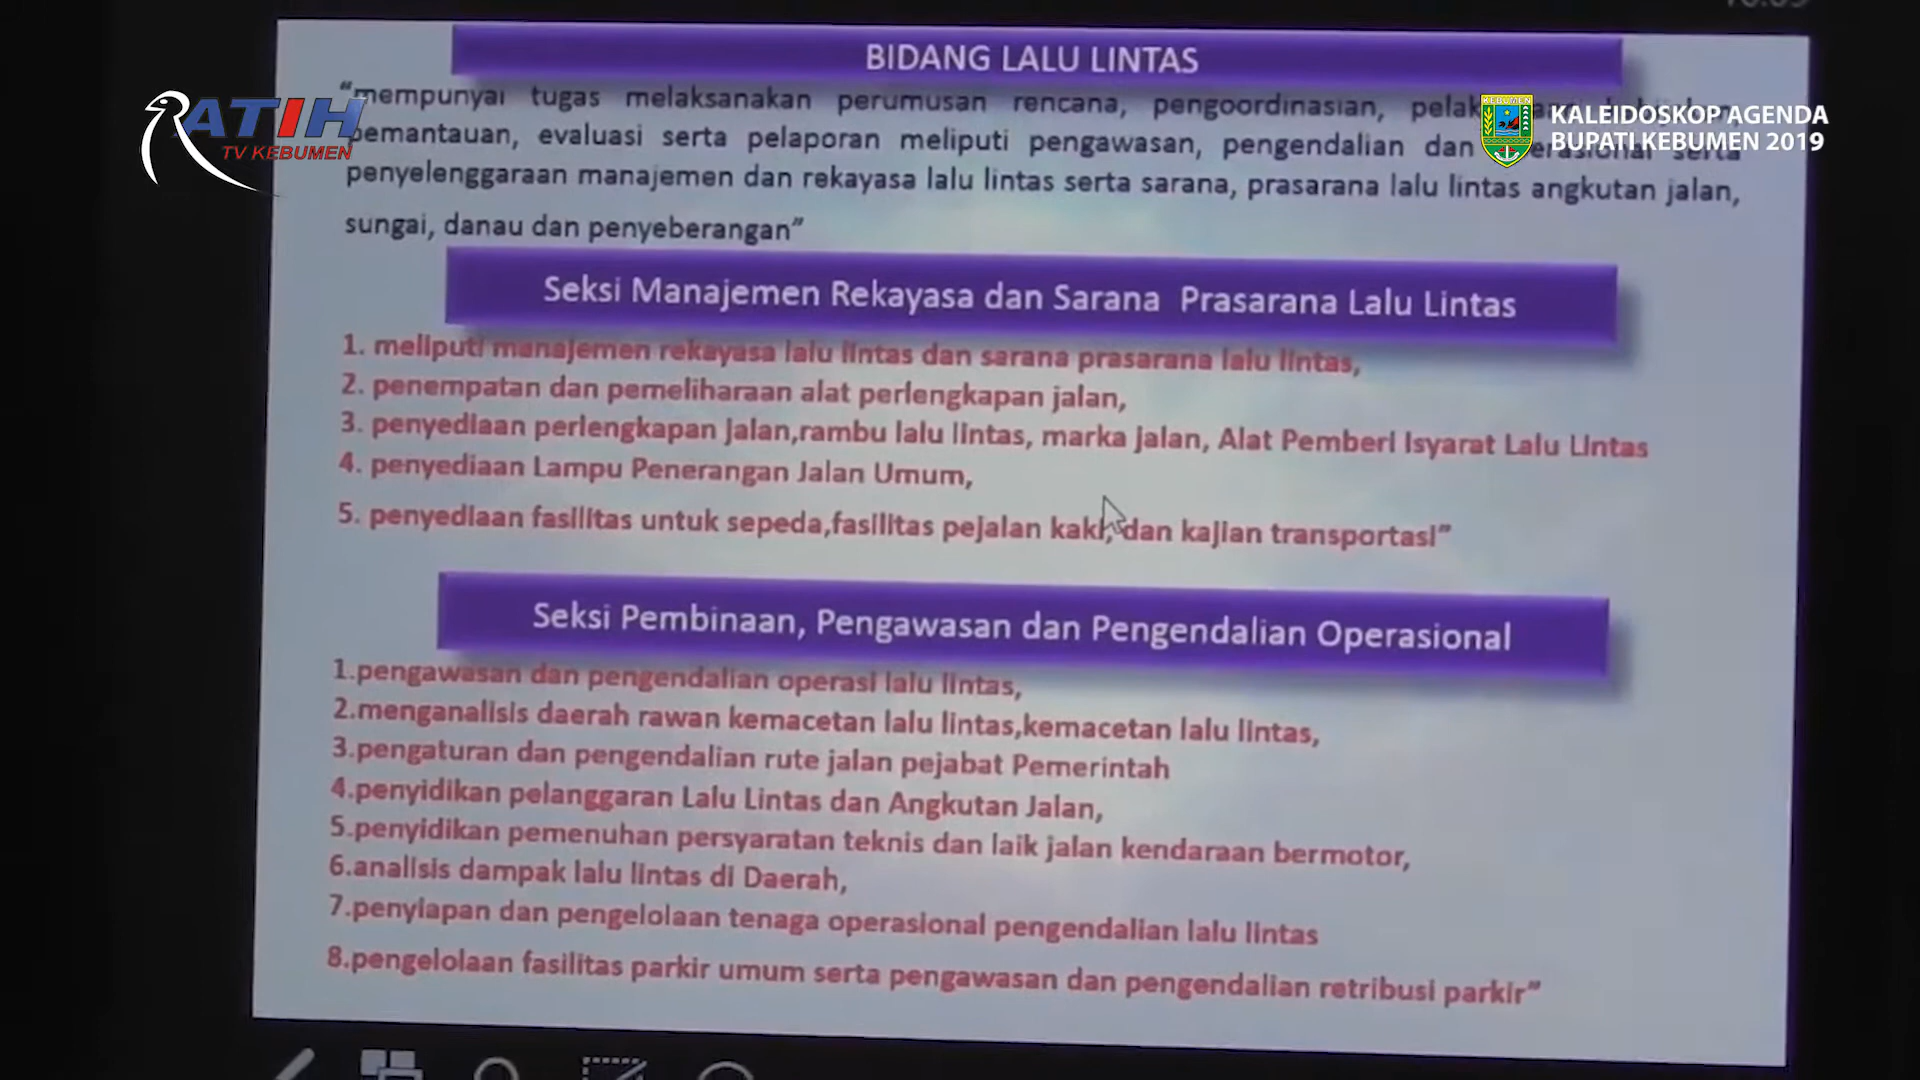 BIDANG LALU LINTAS
RATIH
TV KEBUMEN
KEBUMEN
KALEIDOSKOP AGENDA
BUPATI KEBUMEN 2019
“mempunyai tugas melaksanakan perumusan rencana, pengoordinasian,
pemantauan, evaluasi serta pelaporan meliputi pengawasan, pengendalian dan serta
penyelenggaraan manajemen dan rekayasa lalu lintas serta sarana, prasarana lalu lintas angkutan jalan,
sungai, danau dan penyeberangan”
Seksi Manajemen Rekayasa dan Sarana Prasarana Lalu Lintas
1. meliputi manajemen rekayasa lalu lintas dan sarana prasarana lalu lintas,
2. penempatan dan pemeliharaan alat perlengkapan jalan,
3. penyediaan perlengkapan jalan,rambu lalu lintas, marka jalan, Alat Pemberi Isyarat Lalu Lintas
4. penyediaan Lampu Penerangan Jalan Umum,
5. penyediaan fasilitas untuk sepeda,fasilitas pejalan kaki, dan kajian transportasi”
Seksi Pembinaan, Pengawasan dan Pengendalian Operasional
1.pengawasan dan pengendalian operasi lalu lintas,
2.menganalisis daerah rawan kemacetan lalu lintas,kemacetan lalu lintas,
3.pengaturan dan pengendalian rute jalan pejabat Pemerintah
4.penyidikan pelanggaran Lalu Lintas dan Angkutan Jalan,
5.penyidikan pemenuhan persyaratan teknis dan laik jalan kendaraan bermotor,
6.analisis dampak lalu lintas di Daerah,
7.penyiapan dan pengelolaan tenaga operasional pengendalian lalu lintas
8.pengelolaan fasilitas parkir umum serta pengawasan dan pengendalian retribusi parkir”